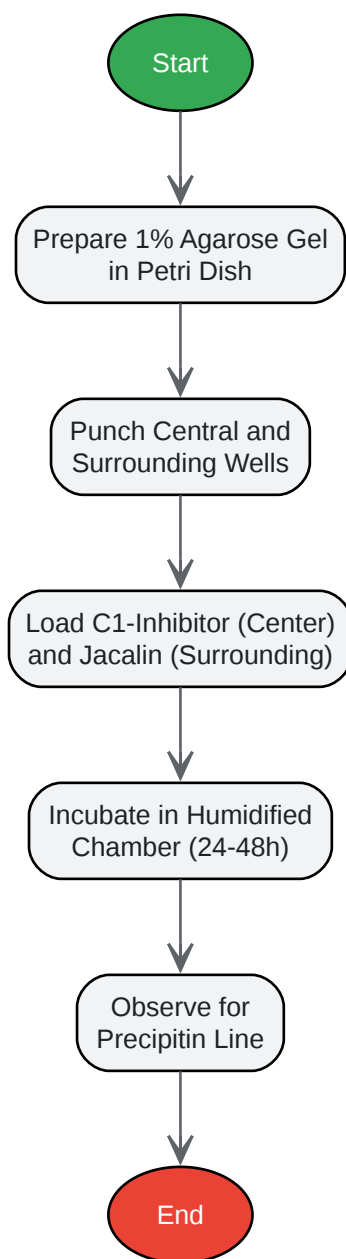 Start
Prepare 1% Agarose Gel
in Petri Dish
Punch Central and
Surrounding Wells
Load C1-Inhibitor (Center)
and Jacalin (Surrounding)
Incubate in Humidified
Chamber (24-48h)
Observe for
Precipitin Line
End